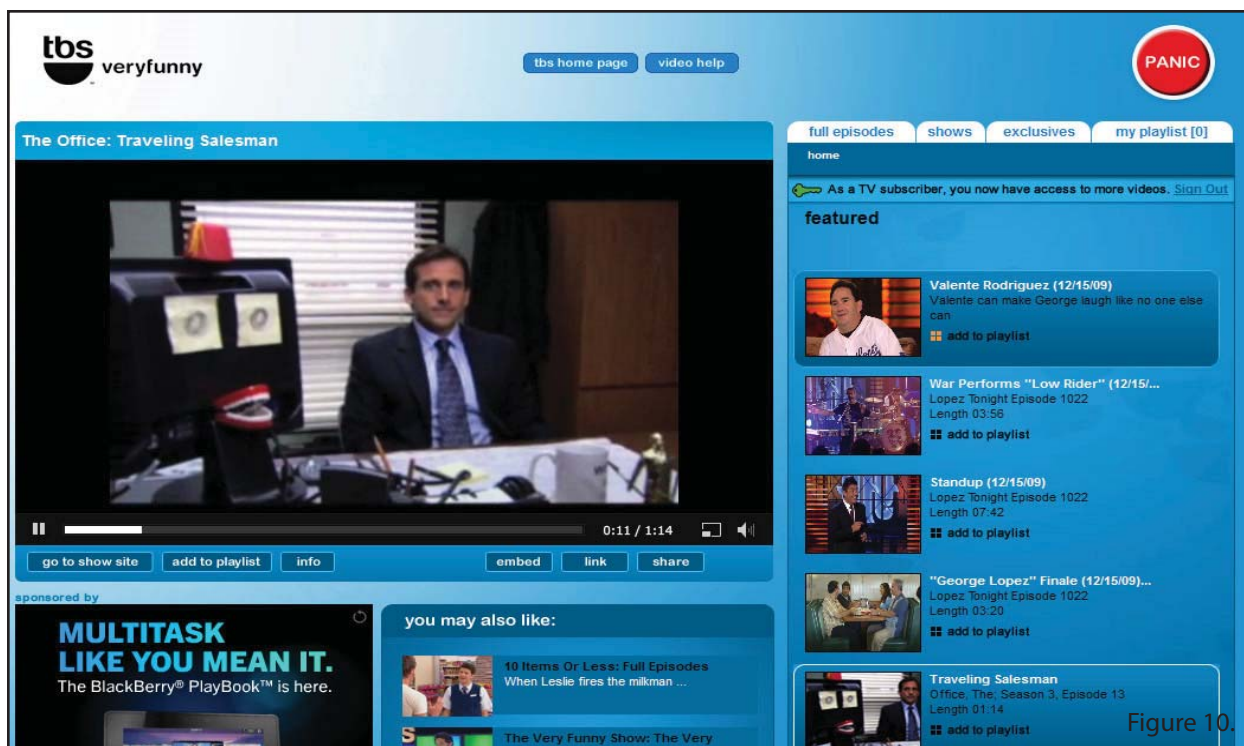 tbs
veryfunny
tbs home page
video help
PANIC
The Office: Traveling Salesman
0:11 / 1:14
go to show site
add to playlist
info
embed
link
share
full episodes
shows
exclusives
my playlist [0]
home
As a TV subscriber, you now have access to more videos. Sign Out
featured
Valente Rodriguez (12/15/09)
Valente can make George laugh like no one else
can
add to playlist
War Performs "Low Rider" (12/15/...
Lopez Tonight Episode 1022
Length 03:56
add to playlist
Standup (12/15/09)
Lopez Tonight Episode 1022
Length 07:42
add to playlist
"George Lopez" Finale (12/15/09)...
Lopez Tonight Episode 1022
Length 03:20
add to playlist
Traveling Salesman
Office, The; Season 3, Episode 13
Length 01:14
add to playlist
sponsored by
MULTITASK
LIKE YOU MEAN IT.
The BlackBerry® PlayBook™ is here.
you may also like:
10 Items Or Less: Full Episodes
When Leslie fires the milkman ...
The Very Funny Show: The Very
Figure 10.